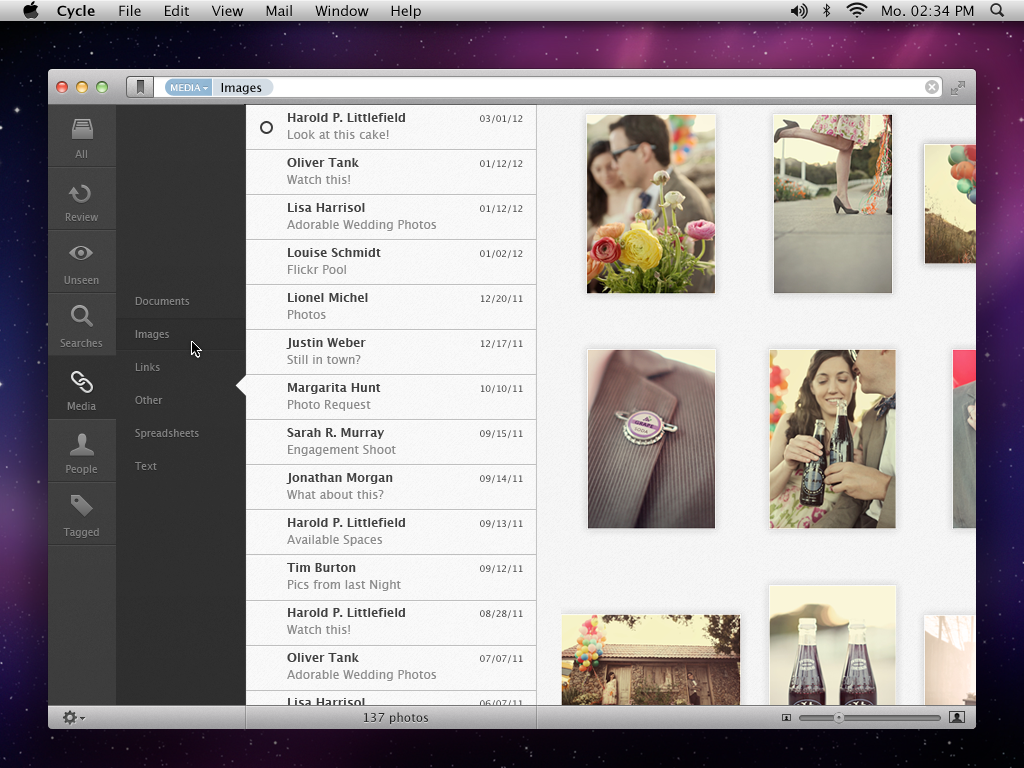 Cycle File Edit View Mail Window Help Mo. 02:34 PM
MEDIA Images
All
Review
Unseen
Searches
Media
People
Tagged
Documents
Images
Links
Other
Spreadsheets
Text
Harold P. Littlefield 03/01/12
Look at this cake!
Oliver Tank 01/12/12
Watch this!
Lisa Harrisol 01/12/12
Adorable Wedding Photos
Louise Schmidt 01/02/12
Flickr Pool
Lionel Michel 12/20/11
Photos
Justin Weber 12/17/11
Still in town?
Margarita Hunt 10/10/11
Photo Request
Sarah R. Murray 09/15/11
Engagement Shoot
Jonathan Morgan 09/14/11
What about this?
Harold P. Littlefield 09/13/11
Available Spaces
Tim Burton 09/12/11
Pics from last Night
Harold P. Littlefield 08/28/11
Watch this!
Oliver Tank 07/07/11
Adorable Wedding Photos
Lisa Harrisol 06/07/11
GRAPE
SODA
137 photos